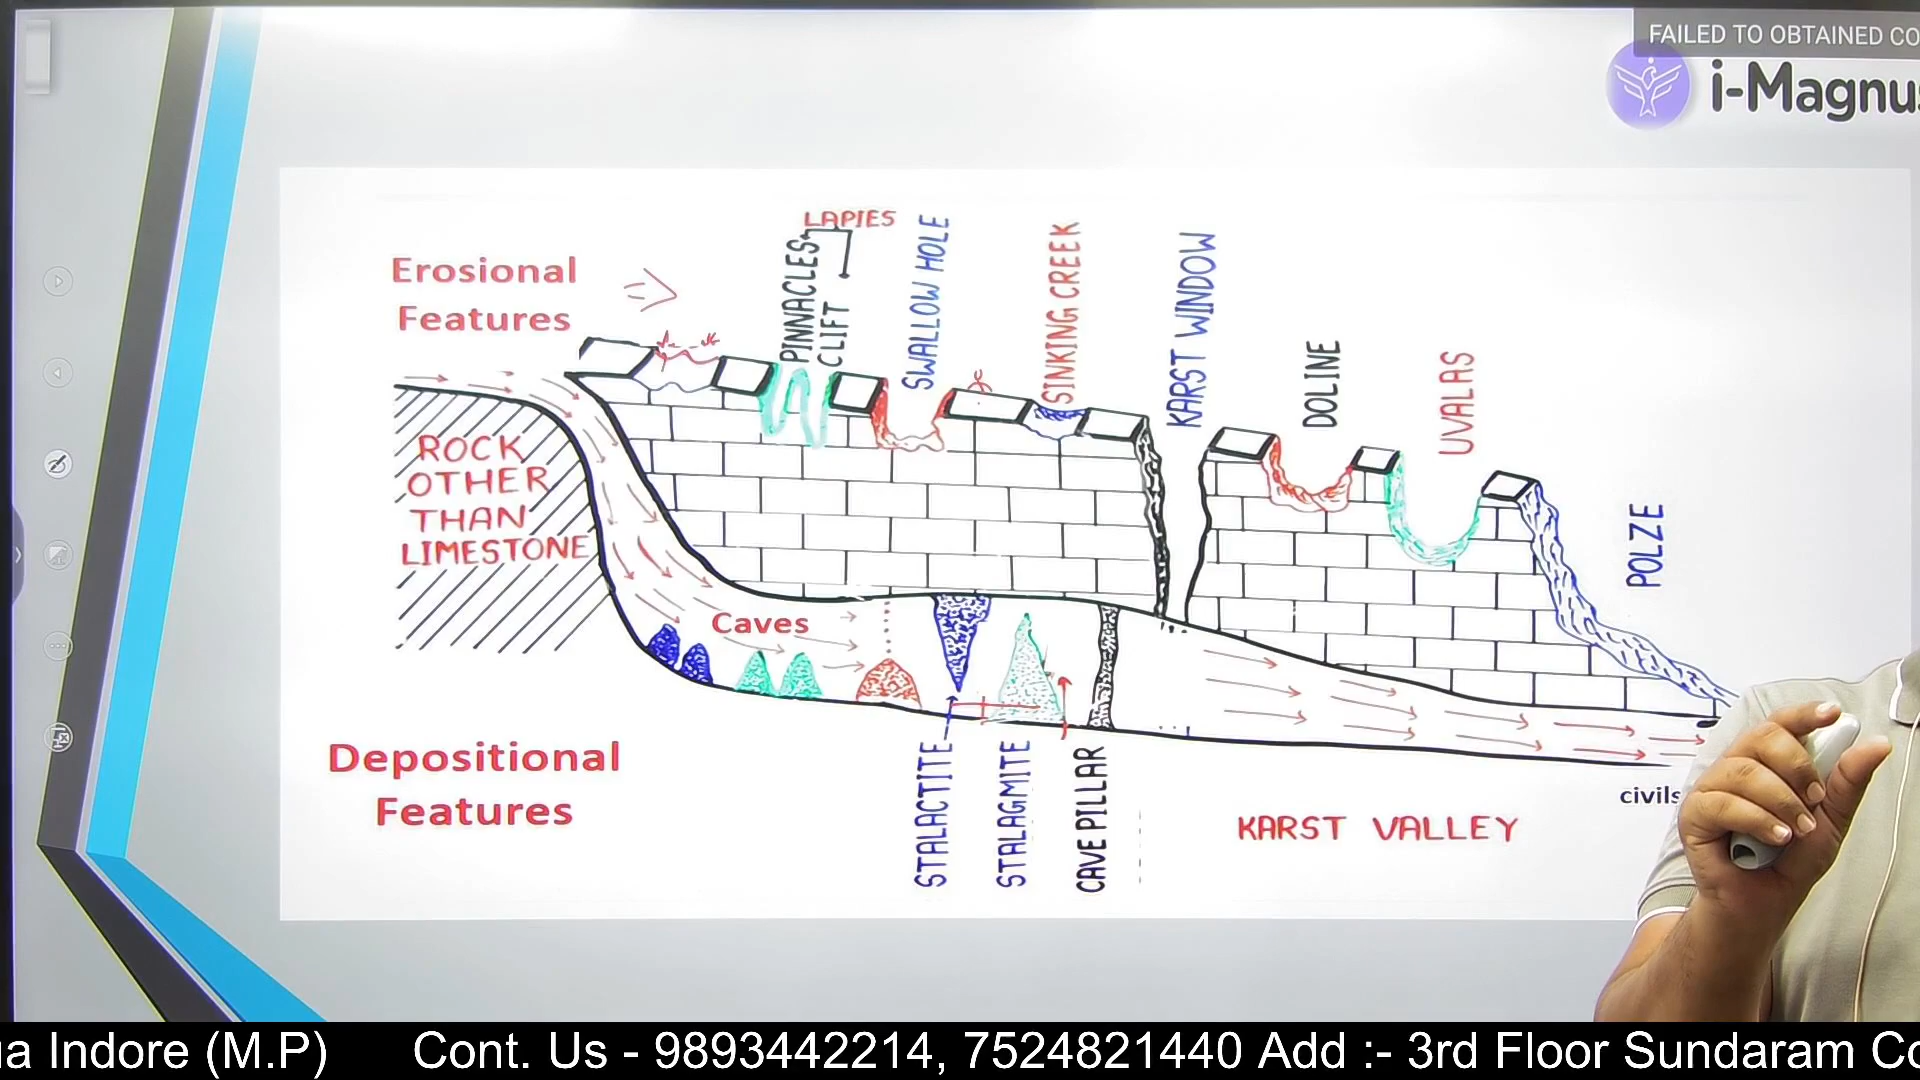 FAILED TO OBTAINED CO
i-Magnus
LAPIES
PINNACLES
CLIFT
SWALLOW HOLE
SINKING CREEK
KARST WINDOW
DOLINE
UVALAS
POLZE
Erosional
Features
ROCK
OTHER
THAN
LIMESTONE
Caves
Depositional
Features
STALACTITE
STALAGMITE
CAVE PILLAR
KARST VALLEY
civils
Indore (M.P) Cont. Us - 9893442214, 7524821440 Add :- 3rd Floor Sundaram Co